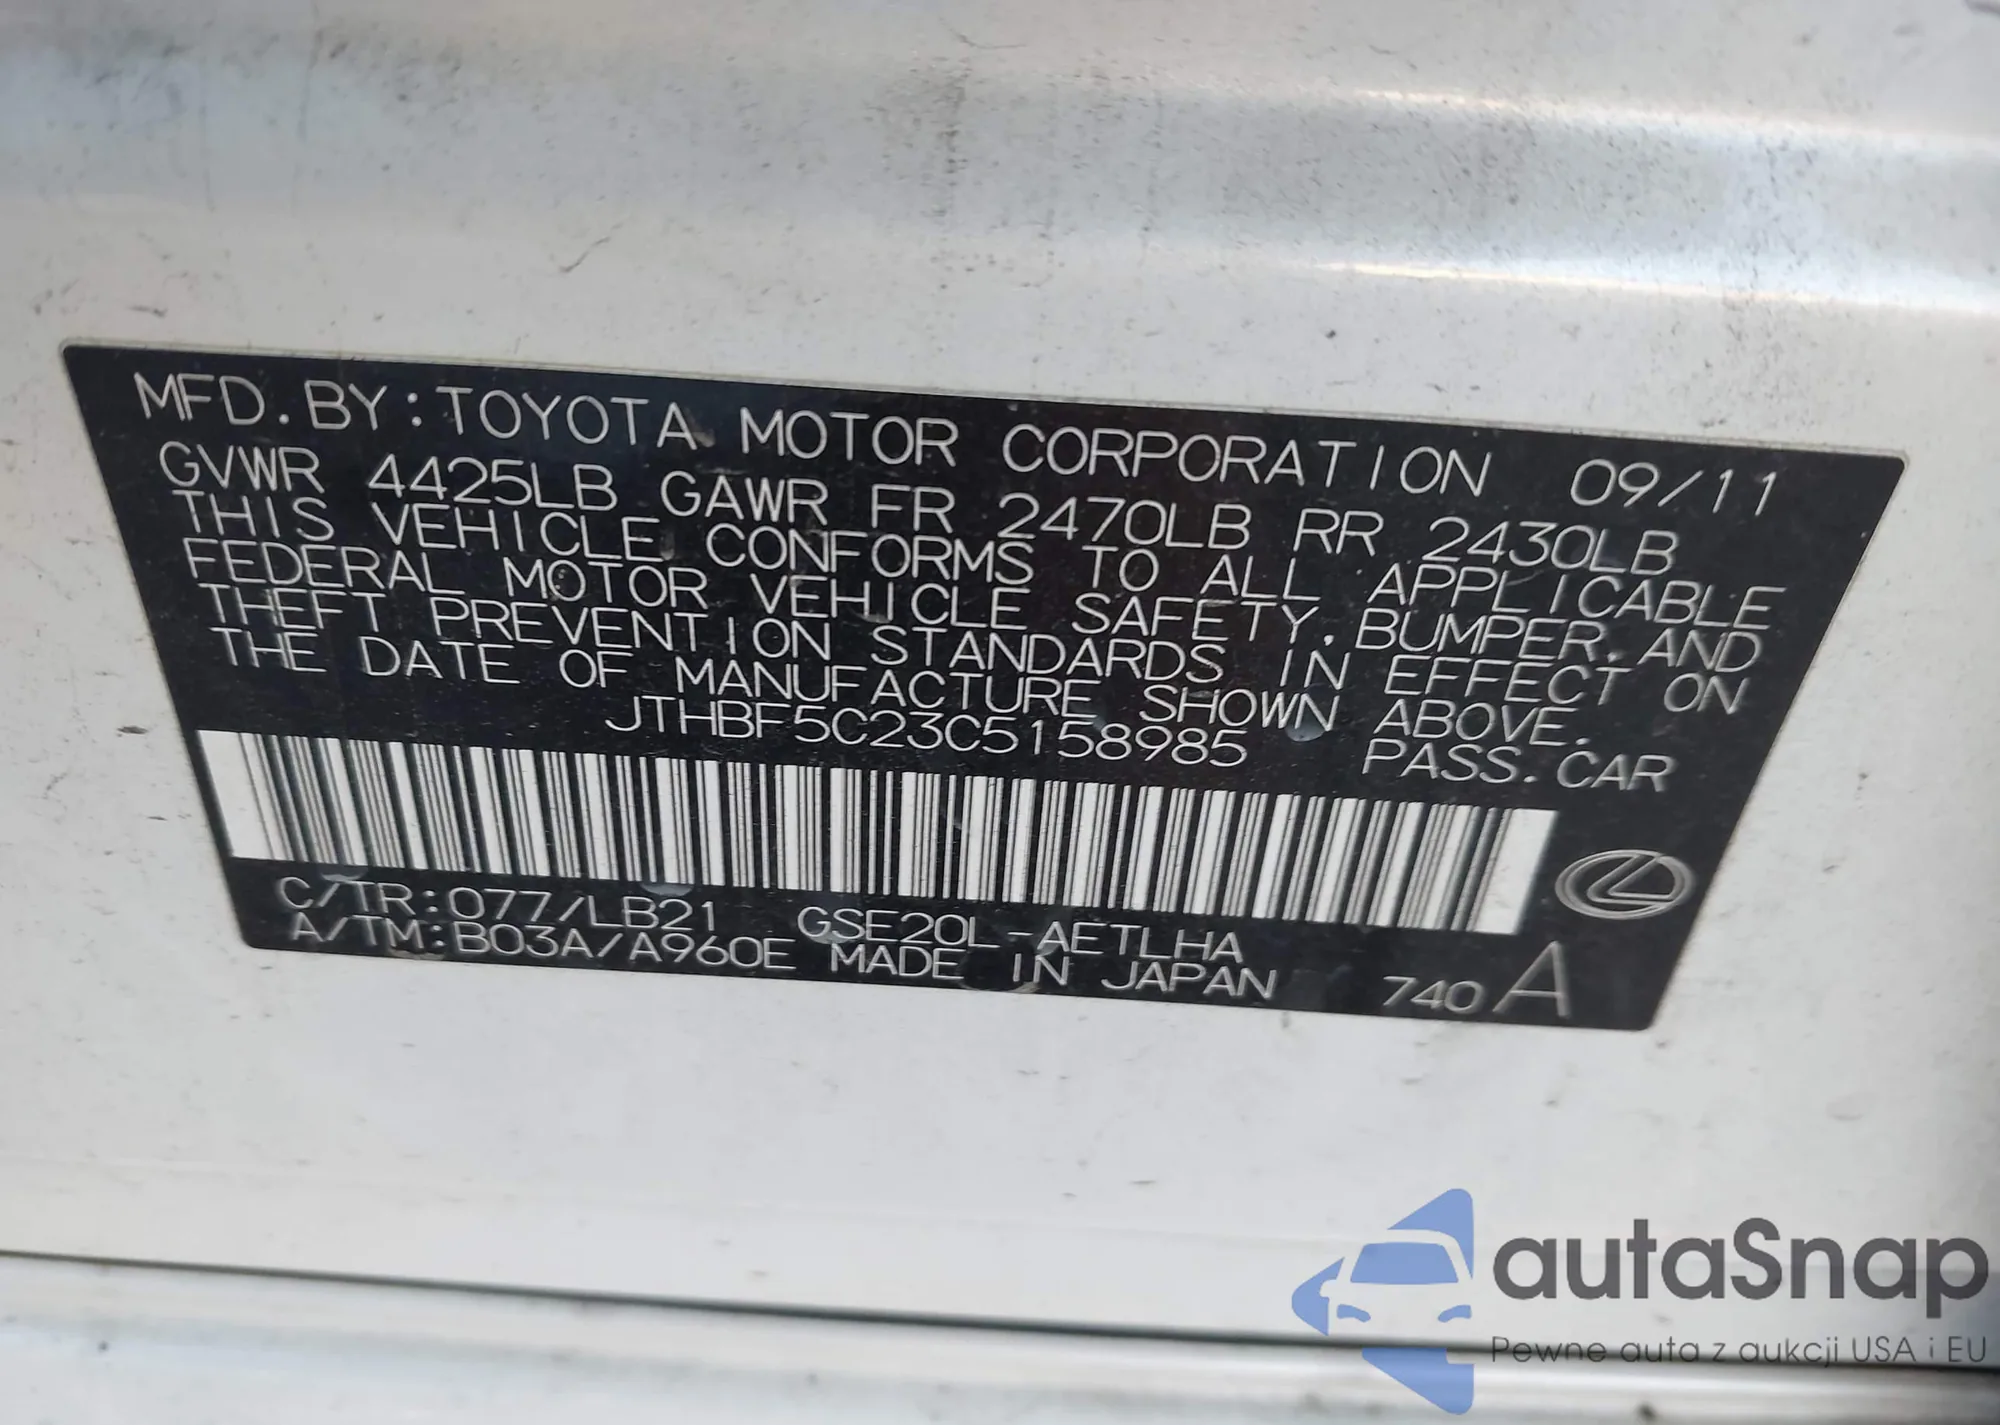 MFD.BY:TOYOTA MOTOR CORPORATION 09/11
GVWR 4425LB GAWR FR 2470LB RR 2430LB
THIS VEHICLE CONFORMS TO ALL APPLICABLE
FEDERAL MOTOR VEHICLE SAFETY,BUMPER,AND
THEFT PREVENTION STANDARDS IN EFFECT ON
THE DATE OF MANUFACTURE SHOWN ABOVE.
JTHBF5C23C5158985 PASS.CAR
C/TR:077/LB21 GSE20L-AETLHA
A/TM:B03A/A960E MADE IN JAPAN 740A
autaSnap
Pewne auta z aukcji USA i EU